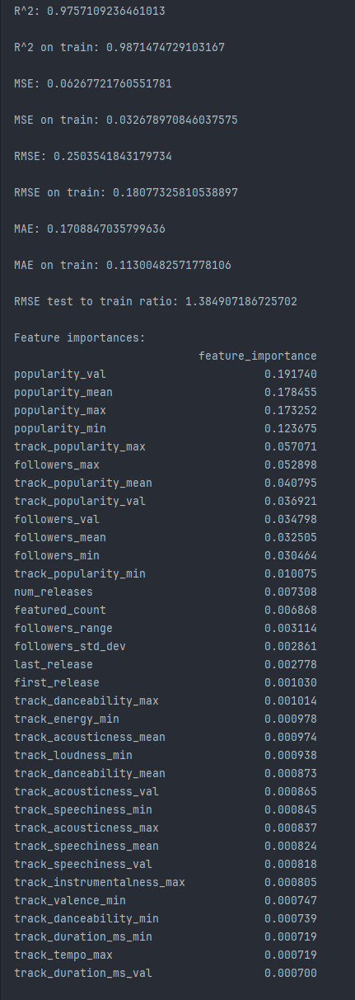 R^2: 0.9757109236461013
R^2 on train: 0.9871474729103167
MSE: 0.06267721760551781
MSE on train: 0.032678970846037575
RMSE: 0.2503541843179734
RMSE on train: 0.18077325810538897
MAE: 0.1708847035799636
MAE on train: 0.11300482571778106
RMSE test to train ratio: 1.384907186725702
Feature importances:
feature_importance
popularity_val 0.191740
popularity_mean 0.178455
popularity_max 0.173252
popularity_min 0.123675
track_popularity_max 0.057071
followers_max 0.052898
track_popularity_mean 0.040795
track_popularity_val 0.036921
followers_val 0.034798
followers_mean 0.032505
followers_min 0.030464
track_popularity_min 0.010075
num_releases 0.007308
featured_count 0.006868
followers_range 0.003114
followers_std_dev 0.002861
last_release 0.002778
first_release 0.001030
track_danceability_max 0.001014
track_energy_min 0.000978
track_acousticness_mean 0.000974
track_loudness_min 0.000938
track_danceability_mean 0.000873
track_acousticness_val 0.000865
track_speechiness_min 0.000845
track_acousticness_max 0.000837
track_speechiness_mean 0.000824
track_speechiness_val 0.000818
track_instrumentalness_max 0.000805
track_valence_min 0.000747
track_danceability_min 0.000739
track_duration_ms_min 0.000719
track_tempo_max 0.000719
track_duration_ms_val 0.000700